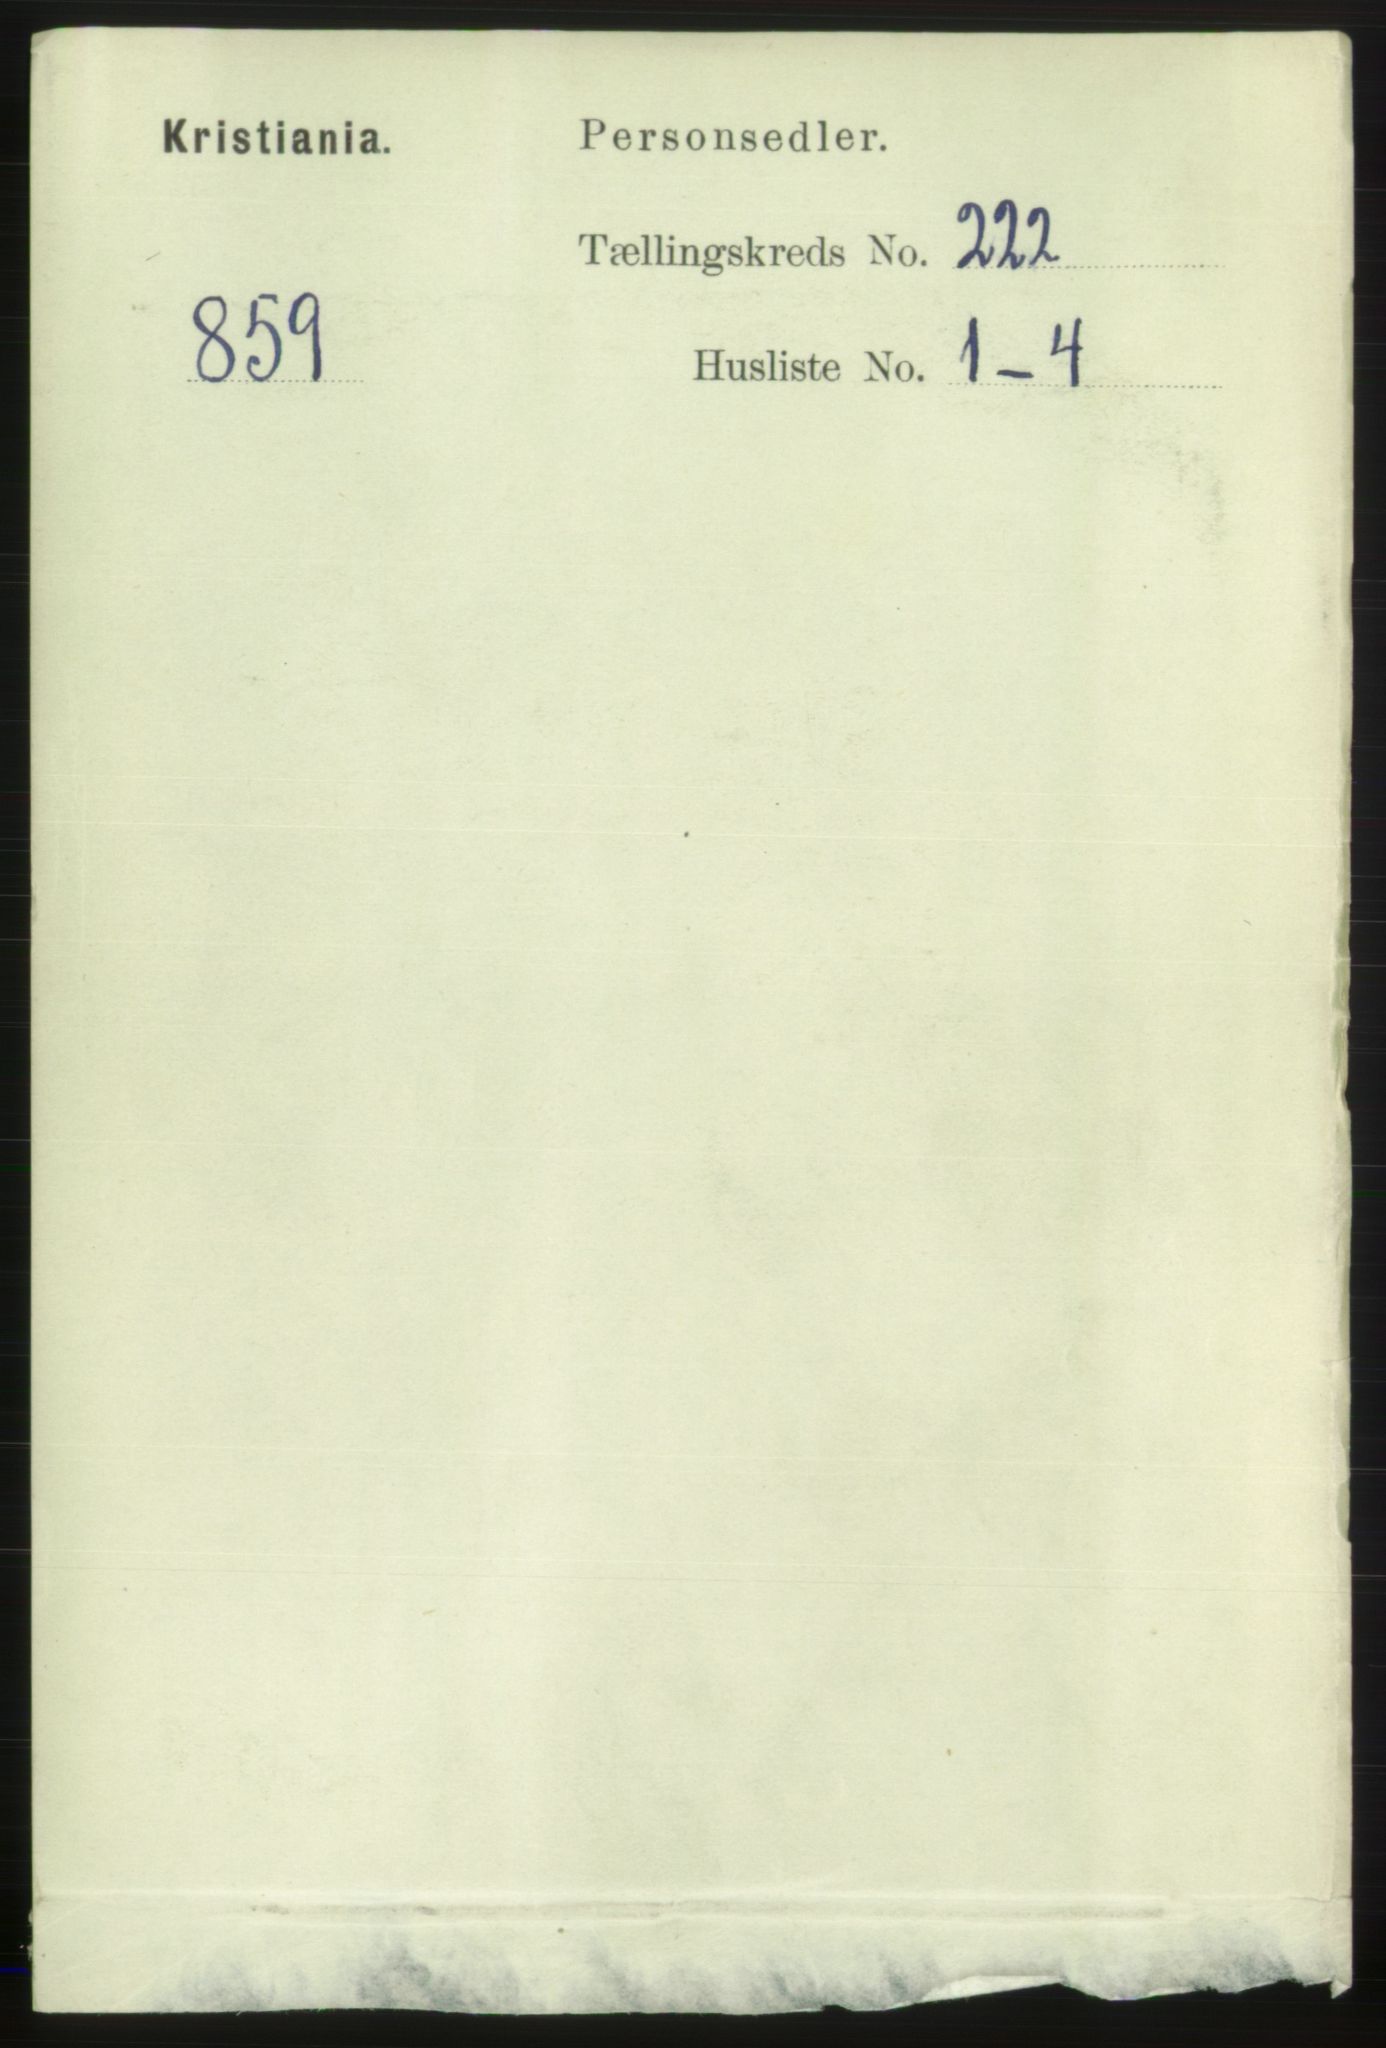 Kristiania.
Personsedler.
Tællingskreds No. 222
859
Husliste No. 1-4